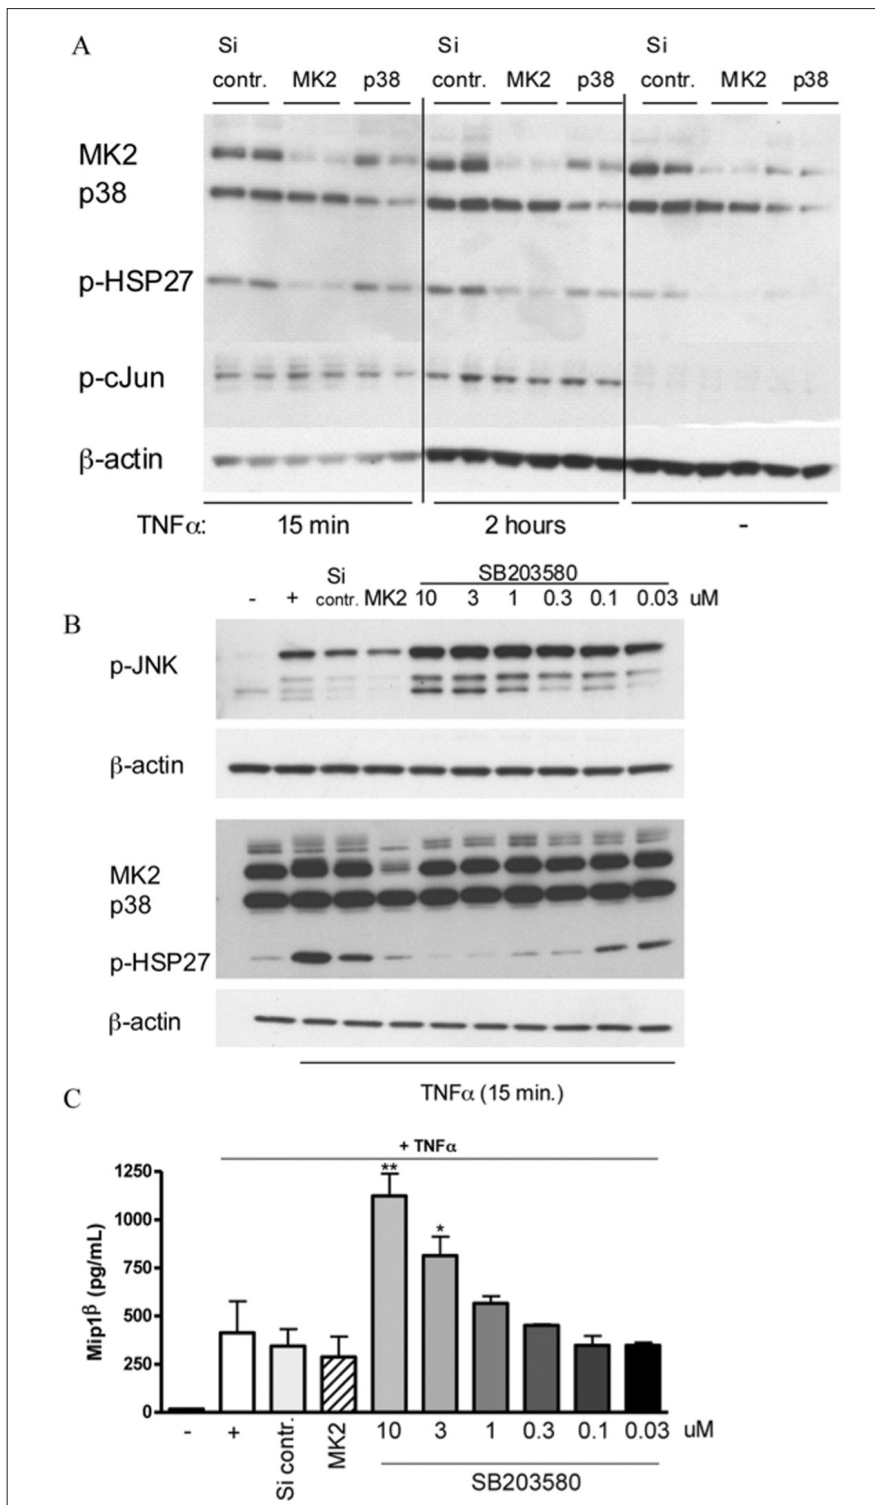 A
Si Si Si
contr. MK2 p38 contr. MK2 p38 contr. MK2 p38
MK2
p38
p-HSP27
p-cJun
β-actin
TNFα: 15 min 2 hours -
B
Si SB203580
- + contr. MK2 10 3 1 0.3 0.1 0.03 uM
p-JNK
β-actin
MK2
p38
p-HSP27
β-actin
TNFα (15 min.)
C
+ TNFα
** 
*
Mip1β (pg/mL)
1250
1000
750
500
250
0
- + Si contr. MK2 10 3 1 0.3 0.1 0.03 uM
SB203580